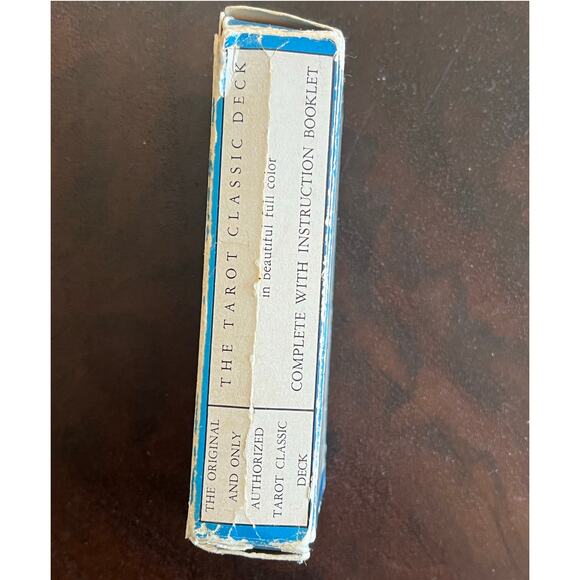 THE TAROT CLASSIC DECK
in beautiful full color
COMPLETE WITH INSTRUCTION BOOKLET
THE ORIGINAL
AND ONLY
AUTHORIZED
TAROT CLASSIC
DECK